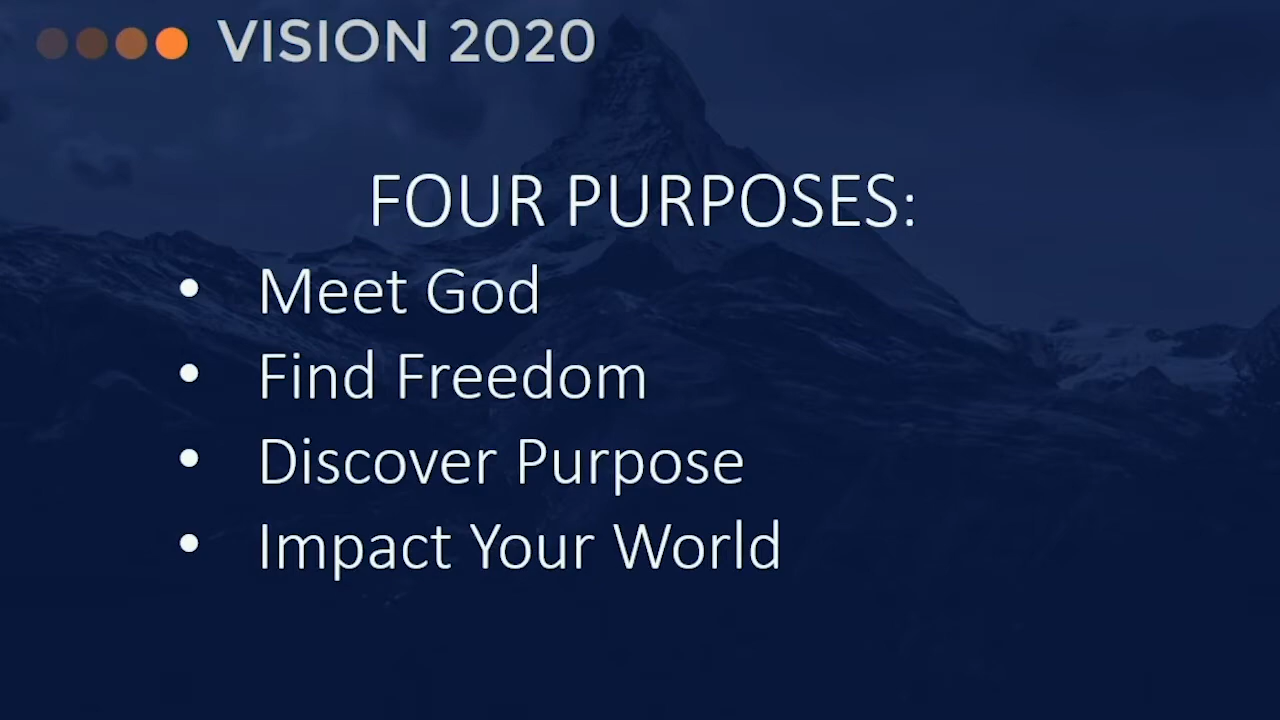 VISION 2020
FOUR PURPOSES:
• Meet God
• Find Freedom
• Discover Purpose
• Impact Your World